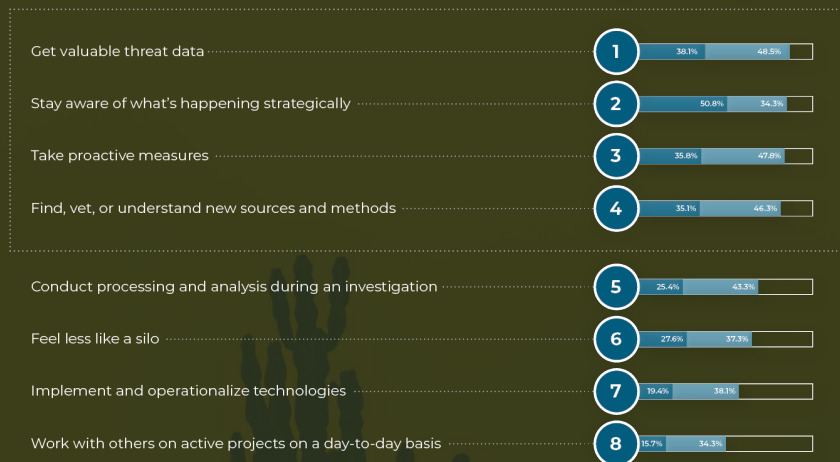 Get valuable threat data 1 38.1% 48.5%
Stay aware of what's happening strategically 2 50.8% 34.3%
Take proactive measures 3 35.8% 47.8%
Find, vet, or understand new sources and methods 4 35.1% 46.3%
Conduct processing and analysis during an investigation 5 25.4% 43.3%
Feel less like a silo 6 27.6% 37.3%
Implement and operationalize technologies 7 19.4% 38.1%
Work with others on active projects on a day-to-day basis 8 15.7% 34.3%